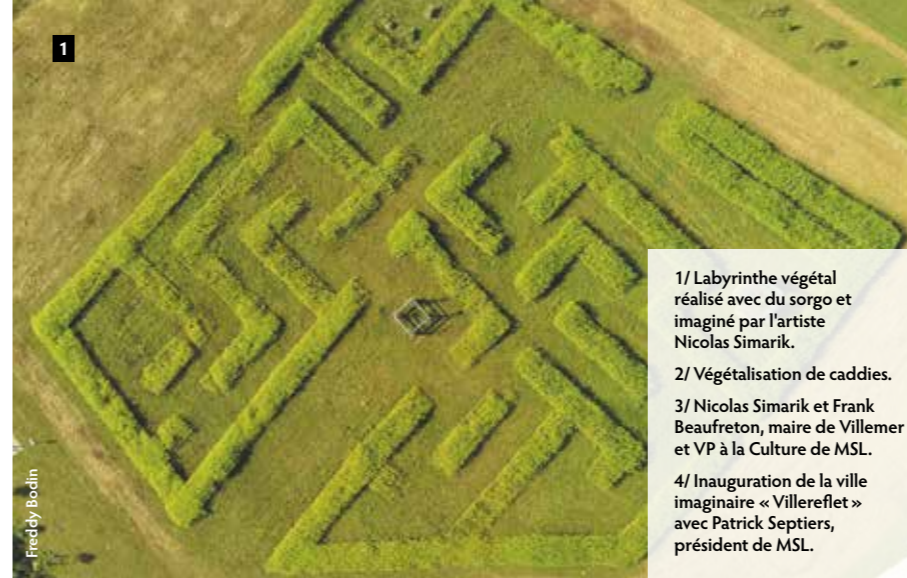 1
1/ Labyrinthe végétal
réalisé avec du sorgo et
imaginé par l'artiste
Nicolas Simarik.
2/ Végétalisation de caddies.
3/ Nicolas Simarik et Frank
Beaufreton, maire de Villemer
et VP à la Culture de MSL.
4/ Inauguration de la ville
imaginaire « Villereflet »
avec Patrick Septiers,
président de MSL.
Freddy Bodin